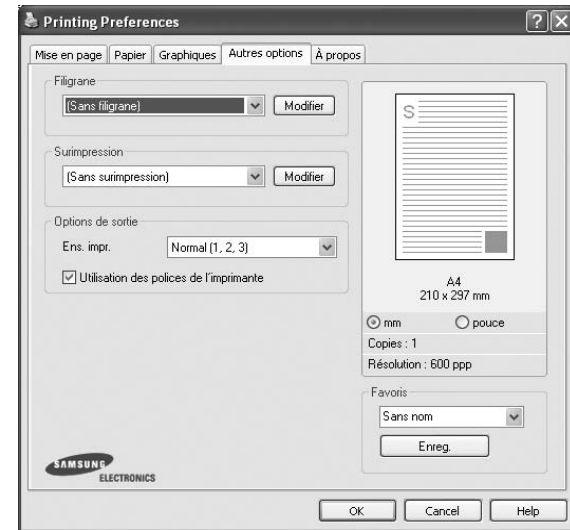 Printing Preferences
Mise en page Papier Graphiques Autres options À propos
Filigrane
(Sans filigrane) Modifier
Surimpression
(Sans surimpression) Modifier
Options de sortie
Ens. impr. Normal (1, 2, 3)
Utilisation des polices de l'imprimante
S
A4
210 x 297 mm
mm pouce
Copies : 1
Résolution : 600 ppp
Favoris
Sans nom
Enreg.
SAMSUNG
ELECTRONICS
OK Cancel Help